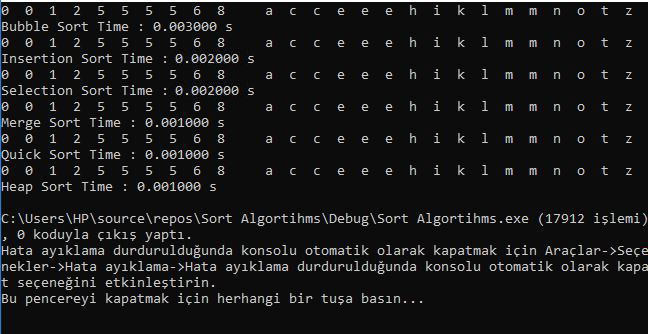 0  0  1  2  5  5  5  5  6  8     a  c  c  e  e  e  h  i  k  l  m  m  n  o  t  z
Bubble Sort Time : 0.003000 s
0  0  1  2  5  5  5  5  6  8     a  c  c  e  e  e  h  i  k  l  m  m  n  o  t  z
Insertion Sort Time : 0.002000 s
0  0  1  2  5  5  5  5  6  8     a  c  c  e  e  e  h  i  k  l  m  m  n  o  t  z
Selection Sort Time : 0.002000 s
0  0  1  2  5  5  5  5  6  8     a  c  c  e  e  e  h  i  k  l  m  m  n  o  t  z
Merge Sort Time : 0.001000 s
0  0  1  2  5  5  5  5  6  8     a  c  c  e  e  e  h  i  k  l  m  m  n  o  t  z
Quick Sort Time : 0.001000 s
0  0  1  2  5  5  5  5  6  8     a  c  c  e  e  e  h  i  k  l  m  m  n  o  t  z
Heap Sort Time : 0.001000 s
C:\Users\HP\source\repos\Sort Algortihms\Debug\Sort Algortihms.exe (17912 işlemi)
, 0 koduyla çıkış yaptı.
Hata ayıklama durdurulduğunda konsolu otomatik olarak kapatmak için Araçlar->Seçe
nekler->Hata ayıklama->Hata ayıklama durdurulduğunda konsolu otomatik olarak kapa
t seçeneğini etkinleştirin.
Bu pencereyi kapatmak için herhangi bir tuşa basın...